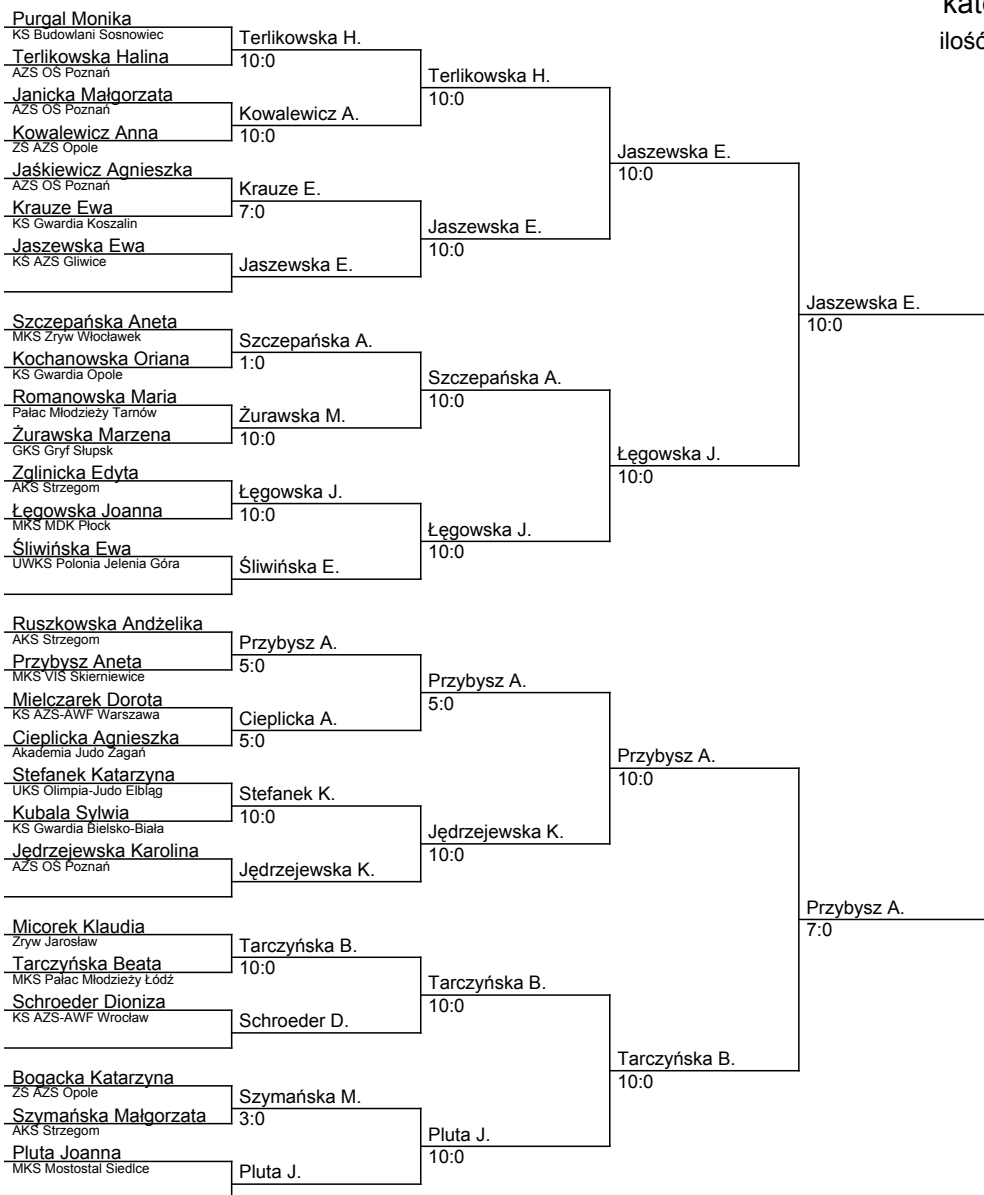 kate
ilość
Purgal Monika
KS Budowlani Sosnowiec
Terlikowska H.
10:0
Terlikowska Halina
AZS OŚ Poznań
Terlikowska H.
10:0
Janicka Małgorzata
AZS OŚ Poznań
Kowalewicz A.
10:0
Kowalewicz Anna
ZS AZS Opole
Jaszewska E.
10:0
Jaśkiewicz Agnieszka
AZS OŚ Poznań
Krauze E.
7:0
Krauze Ewa
KS Gwardia Koszalin
Jaszewska E.
10:0
Jaszewska Ewa
KŚ AZS Gliwice
Jaszewska E.
Jaszewska E.
10:0
Szczepańska Aneta
MKS Zryw Włocławek
Szczepańska A.
1:0
Kochanowska Oriana
KS Gwardia Opole
Szczepańska A.
10:0
Romanowska Maria
Pałac Młodzieży Tarnów
Żurawska M.
10:0
Żurawska Marzena
GKS Gryf Słupsk
Łęgowska J.
10:0
Zglinicka Edyta
AKS Strzegom
Łęgowska J.
10:0
Łęgowska Joanna
MKS MDK Płock
Łęgowska J.
10:0
Śliwińska Ewa
UWKS Polonia Jelenia Góra
Śliwińska E.
Ruszkowska Andżelika
AKS Strzegom
Przybysz A.
5:0
Przybysz Aneta
MKS VIS Skierniewice
Przybysz A.
5:0
Mielczarek Dorota
KS AZS-AWF Warszawa
Cieplicka A.
5:0
Cieplicka Agnieszka
Akademia Judo Żagań
Przybysz A.
10:0
Stefanek Katarzyna
UKS Olimpia-Judo Elbląg
Stefanek K.
10:0
Kubala Sylwia
KS Gwardia Bielsko-Biała
Jędrzejewska K.
10:0
Jędrzejewska Karolina
AZS OŚ Poznań
Jędrzejewska K.
Przybysz A.
7:0
Micorek Klaudia
Zryw Jarosław
Tarczyńska B.
10:0
Tarczyńska Beata
MKS Pałac Młodzieży Łódź
Tarczyńska B.
10:0
Schroeder Dioniza
KS AZS-AWF Wrocław
Schroeder D.
Tarczyńska B.
10:0
Bogacka Katarzyna
ZS AZS Opole
Szymańska M.
3:0
Szymańska Małgorzata
AKS Strzegom
Pluta J.
10:0
Pluta Joanna
MKS Mostostal Siedlce
Pluta J.